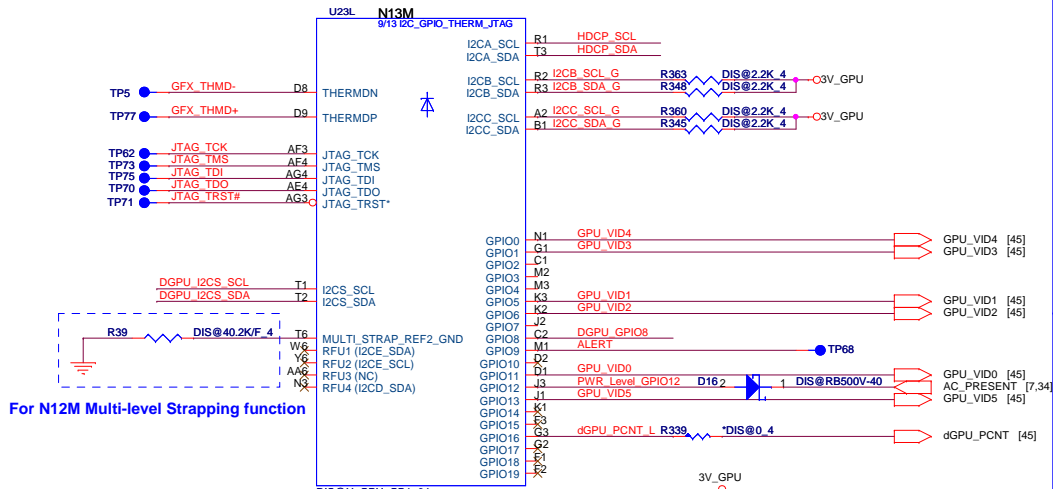 U23L N13M
9/13 I2C_GPIO_THERM_JTAG
I2CA_SCL R1 HDCP_SCL
I2CA_SDA T3 HDCP_SDA
I2CB_SCL R2 I2CB_SCL_G R363 DIS@2.2K_4 3V_GPU
I2CB_SDA R3 I2CB_SDA_G R348 DIS@2.2K_4
TP5 GFX_THMD- D8 THERMDN
I2CC_SCL A2 I2CC_SCL_G R360 DIS@2.2K_4 3V_GPU
TP77 GFX_THMD+ D9 THERMDP
I2CC_SDA B1 I2CC_SDA_G R345 DIS@2.2K_4
TP62 JTAG_TCK AF3 JTAG_TCK
TP73 JTAG_TMS AF4 JTAG_TMS
TP75 JTAG_TDI AG4 JTAG_TDI
TP70 JTAG_TDO AE4 JTAG_TDO
TP71 JTAG_TRST# AG3 JTAG_TRST*
GPIO0 N1 GPU_VID4 GPU_VID4 [45]
GPIO1 G1 GPU_VID3 GPU_VID3 [45]
GPIO2 C1
GPIO3 M2
GPIO4 M3
DGPU_I2CS_SCL T1 I2CS_SCL
GPIO5 K3 GPU_VID1 GPU_VID1 [45]
DGPU_I2CS_SDA T2 I2CS_SDA
GPIO6 K2 GPU_VID2 GPU_VID2 [45]
GPIO7 J2
R39 DIS@40.2K/F_4 T6 MULTI_STRAP_REF2_GND
GPIO8 C2 DGPU_GPIO8
W6 RFU1 (I2CE_SDA)
GPIO9 M1 ALERT TP68
Y6 RFU2 (I2CE_SCL)
GPIO10 D2
AA6 RFU3 (NC)
GPIO11 D1 GPU_VID0 GPU_VID0 [45]
N3 RFU4 (I2CD_SDA)
GPIO12 J3 PWR_Level_GPIO12 D16 2 1 DIS@RB500V-40 AC_PRESENT [7,34]
GPIO13 J1 GPU_VID5 GPU_VID5 [45]
For N12M Multi-level Strapping function
GPIO14 K1
GPIO15 F3
GPIO16 G3 dGPU_PCNT_L R339 *DIS@0_4 dGPU_PCNT [45]
GPIO17 G2
GPIO18 F1
GPIO19 F2
3V_GPU